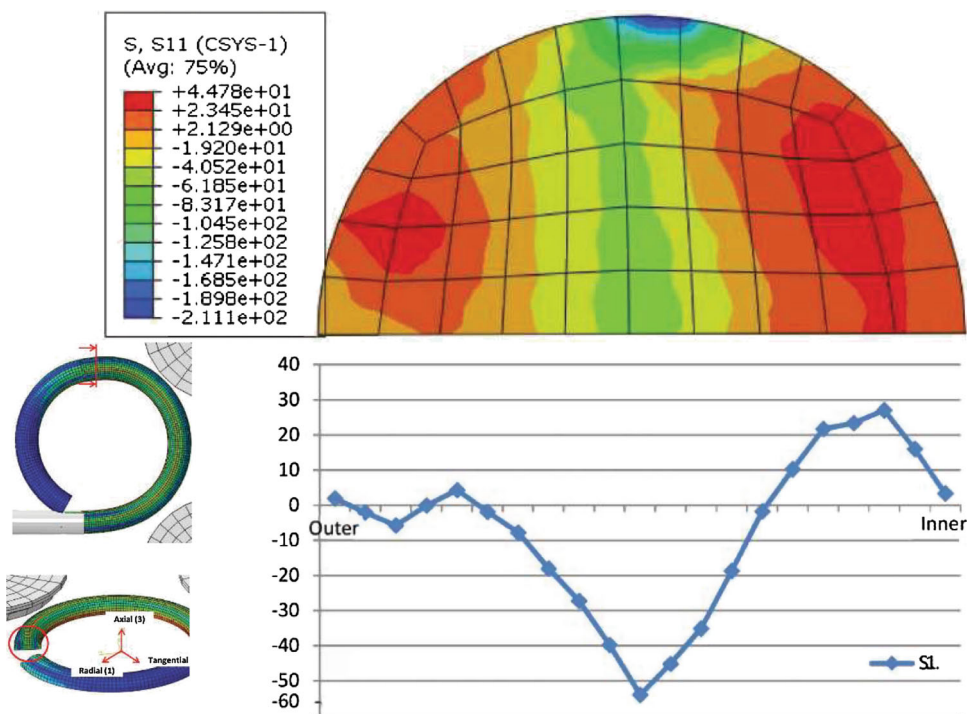 S, S11 (CSYS-1)
(Avg: 75%)
+4.478e+01
+2.345e+01
+2.129e+00
-1.920e+01
-4.052e+01
-6.185e+01
-8.317e+01
-1.045e+02
-1.258e+02
-1.471e+02
-1.685e+02
-1.898e+02
-2.111e+02
40
30
20
10
0
-10
-20
-30
-40
-50
-60
Outer
Inner
S1.
Axial (3)
Radial (1)
Tangential